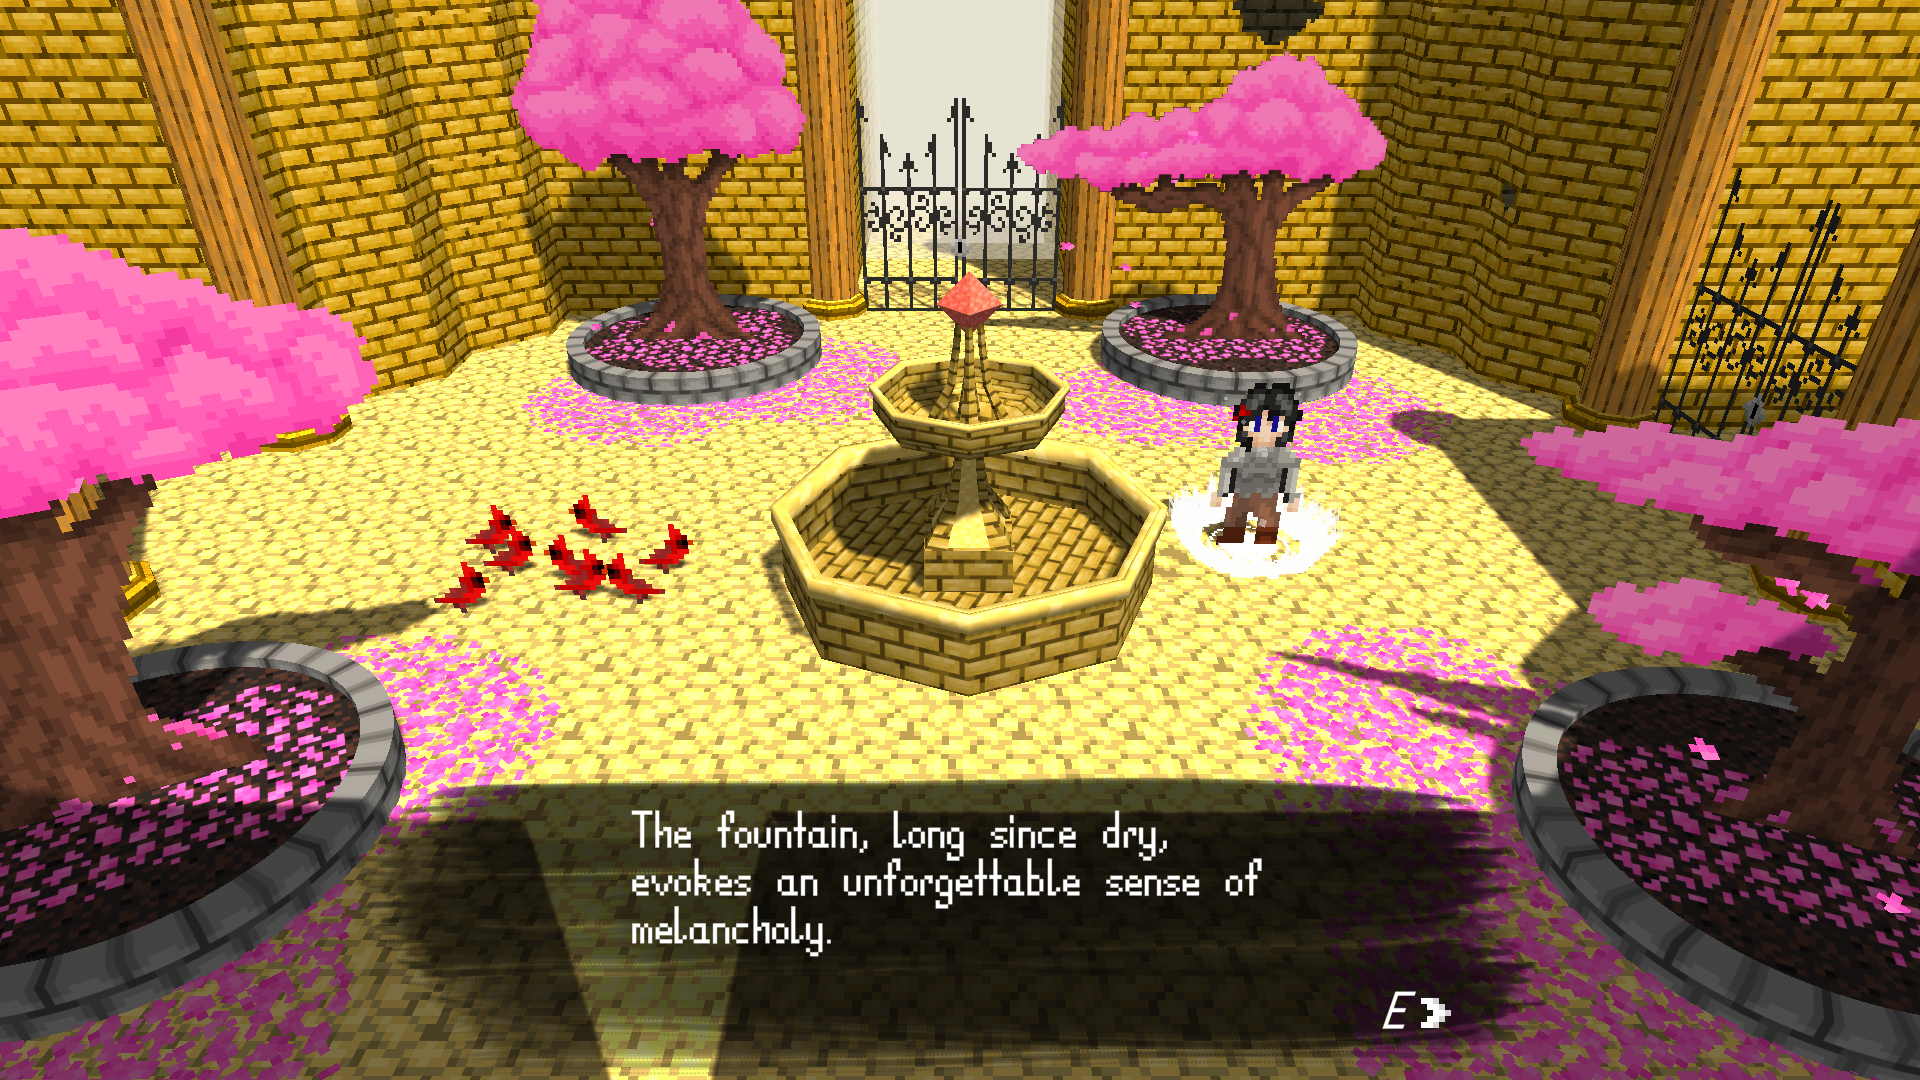 The fountain, long since dry,
evokes an unforgettable sense of
melancholy.
E